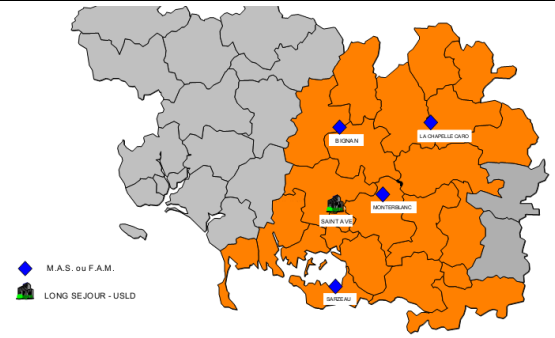 LA CHAPELLE CARO
BIGNAN
MONTERBLANC
SAINT AVE
M.A.S. ou F.A.M.
LONG SEJOUR - USLD
SARZEAU